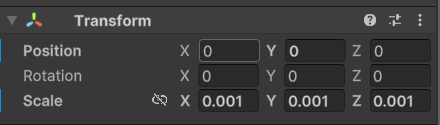 Transform
Position X 0 Y 0 Z 0
Rotation X 0 Y 0 Z 0
Scale X 0.001 Y 0.001 Z 0.001